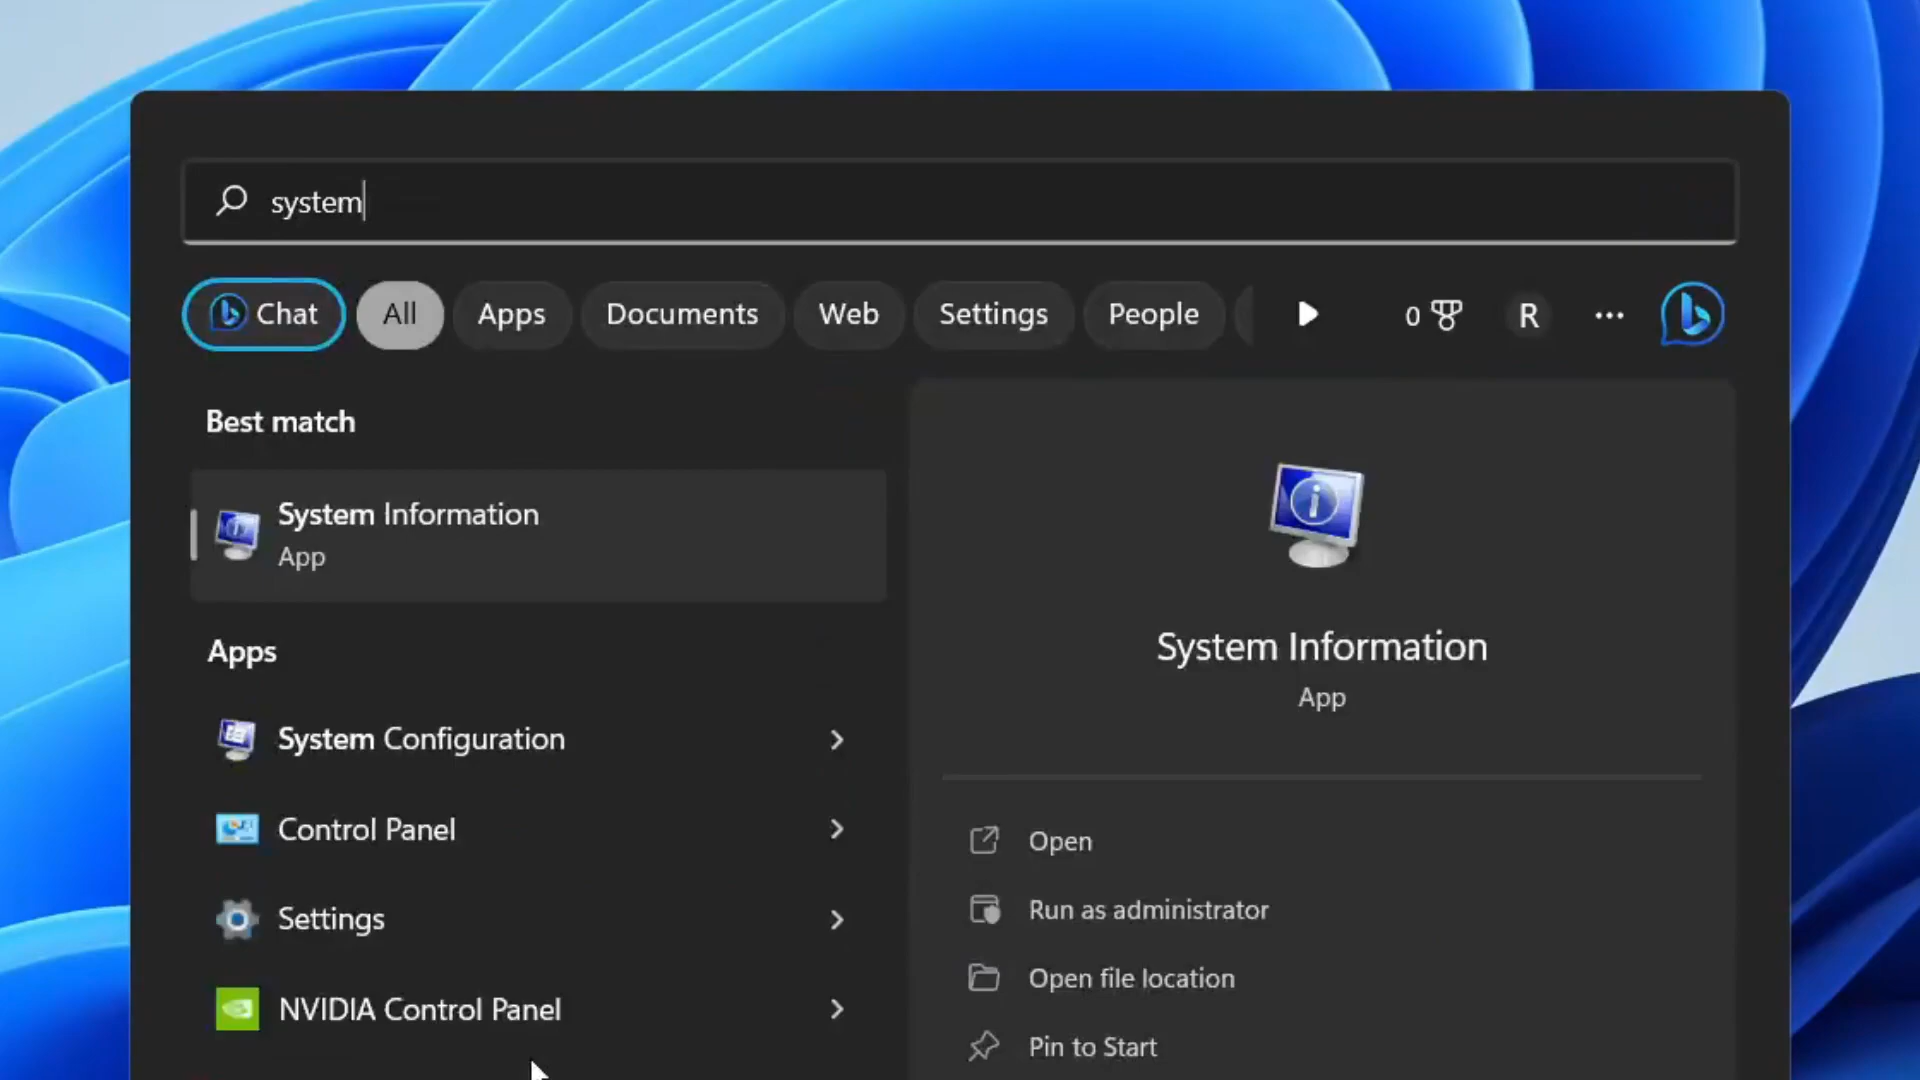 system
Chat All Apps Documents Web Settings People 0 R ...
Best match
System Information
App
Apps
System Configuration
Control Panel
Settings
NVIDIA Control Panel
System Information
App
Open
Run as administrator
Open file location
Pin to Start